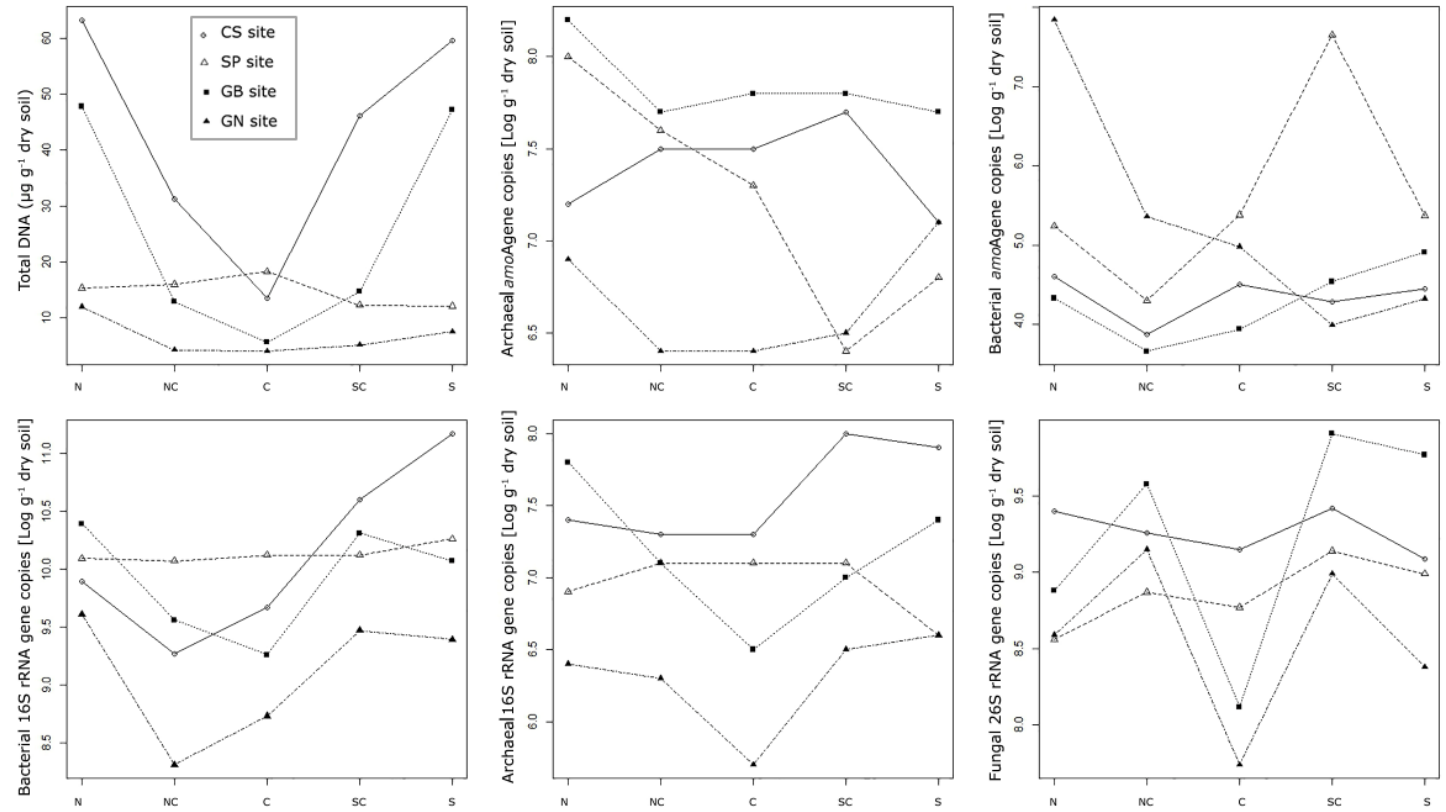 Total DNA (µg g-1 dry soil)
60
50
40
30
20
10
CS site
SP site
GB site
GN site
N NC C SC S
Archaeal amoAgene copies [Log g-1 dry soil]
8.0
7.5
7.0
6.5
N NC C SC S
Bacterial amoAgene copies [Log g-1 dry soil]
7.0
6.0
5.0
4.0
N NC C SC S
Bacterial 16S rRNA gene copies [Log g-1 dry soil]
11.0
10.5
10.0
9.5
9.0
8.5
N NC C SC S
Archaeal 16S rRNA gene copies [Log g-1 dry soil]
8.0
7.5
7.0
6.5
6.0
N NC C SC S
Fungal 26S rRNA gene copies [Log g-1 dry soil]
9.5
9.0
8.5
8.0
N NC C SC S